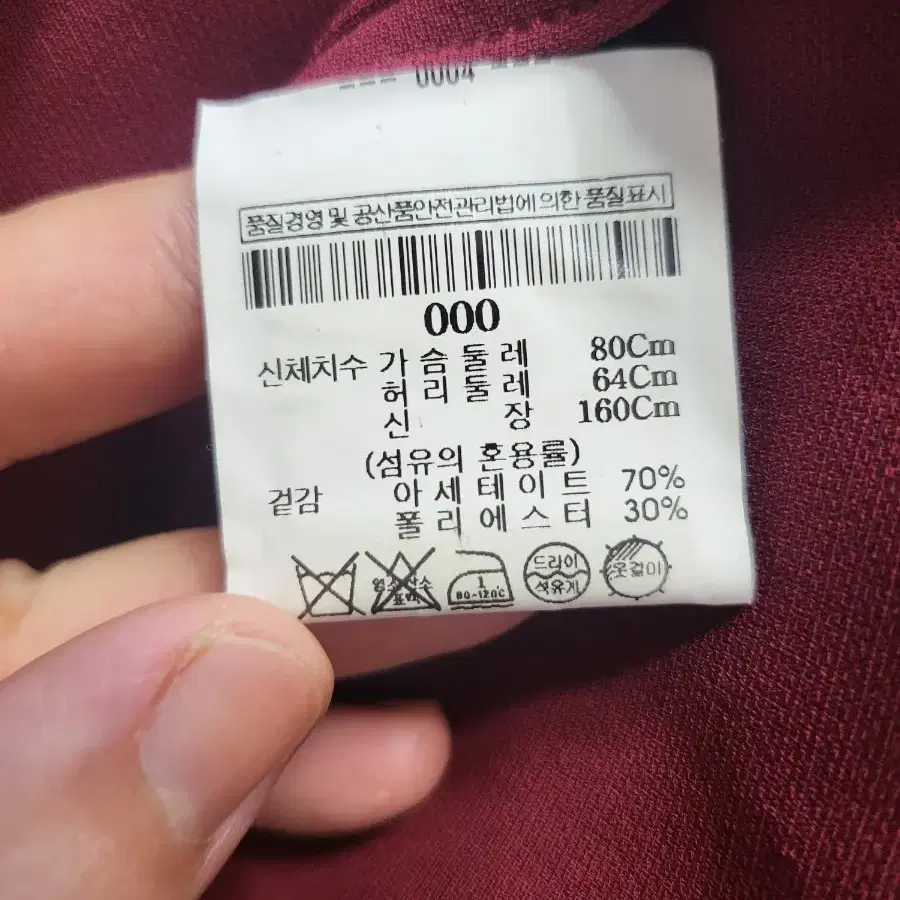 0004
품질경영 및 공산품안전관리법에 의한 품질표시
000
신체치수 가슴둘레 80Cm
허리둘레 64Cm
신장 160Cm
(섬유의 혼용률)
겉감 아세테이트 70%
폴리에스터 30%
염소산소
표백
1
80~120℃
드라이
석유계
옷걸이